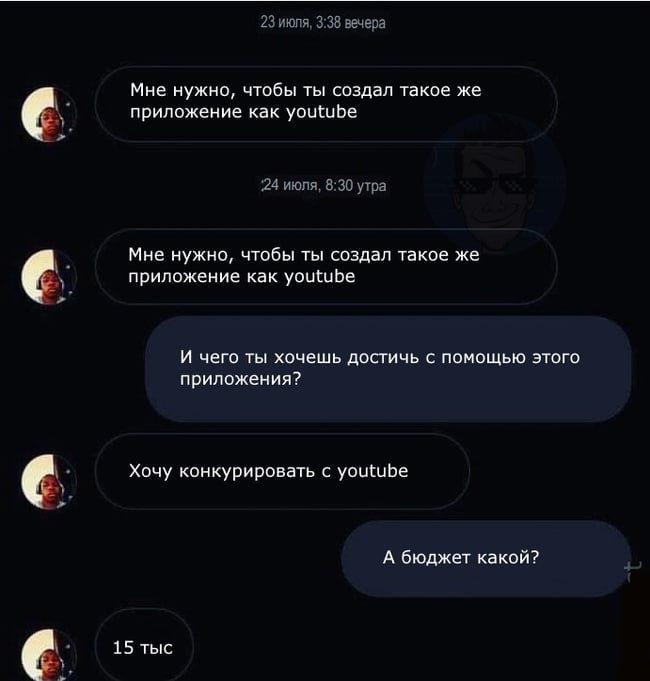 23 июля, 3:38 вечера
Мне нужно, чтобы ты создал такое же
приложение как youtube
24 июля, 8:30 утра
Мне нужно, чтобы ты создал такое же
приложение как youtube
И чего ты хочешь достичь с помощью этого
приложения?
Хочу конкурировать с youtube
А бюджет какой?
15 тыс